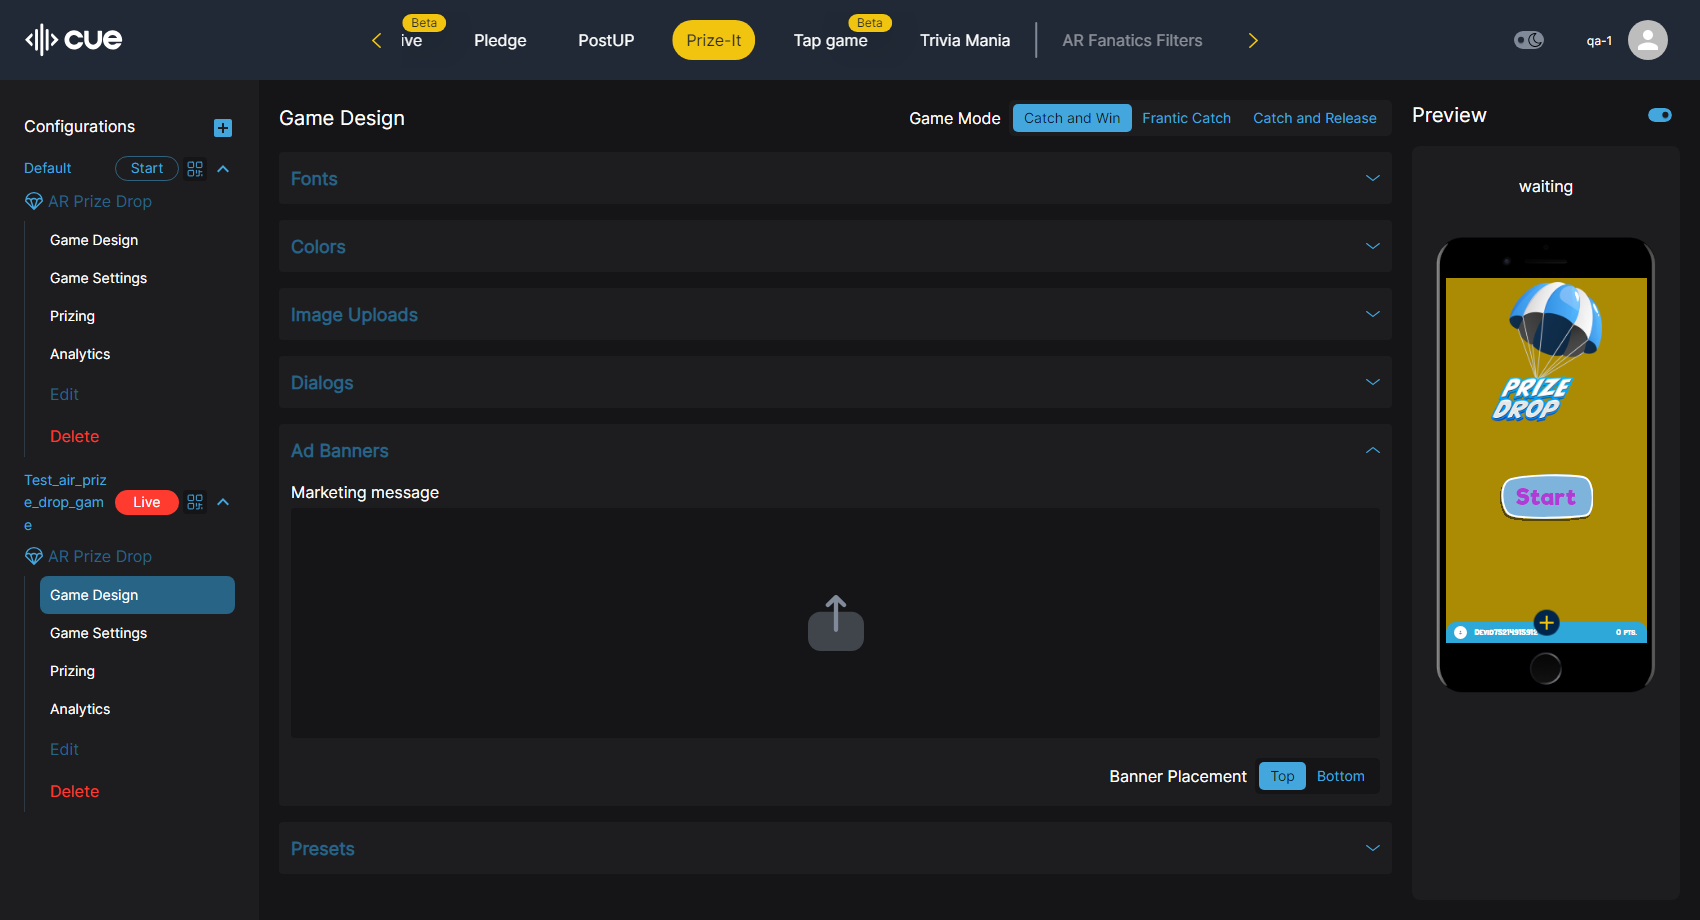 cue
Beta
ive
Pledge
PostUP
Prize-It
Beta
Tap game
Trivia Mania
AR Fanatics Filters
qa-1
Configurations
Default
Start
AR Prize Drop
Game Design
Game Settings
Prizing
Analytics
Edit
Delete
Test_air_priz
e_drop_gam
e
Live
AR Prize Drop
Game Design
Game Settings
Prizing
Analytics
Edit
Delete
Game Design
Game Mode
Catch and Win
Frantic Catch
Catch and Release
Fonts
Colors
Image Uploads
Dialogs
Ad Banners
Marketing message
Banner Placement
Top
Bottom
Presets
Preview
waiting
PRIZE
DROP
Start
0 PTS.